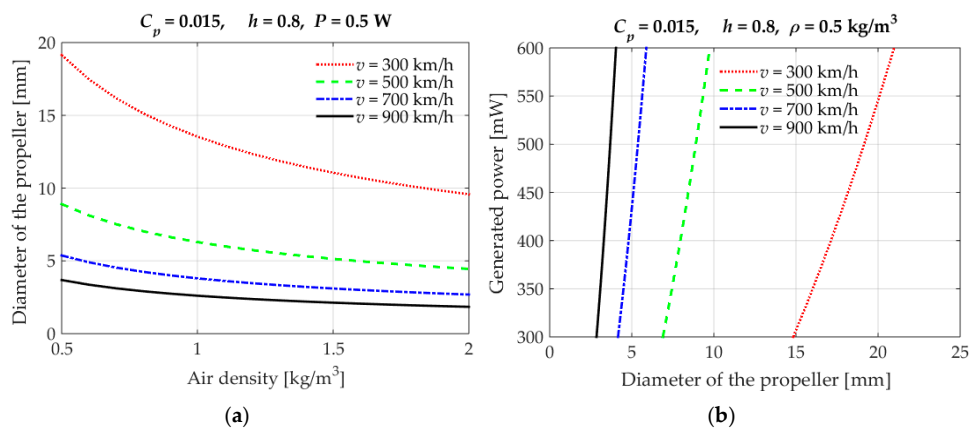 C_p = 0.015, h = 0.8, P = 0.5 W
20
15
10
5
0
Diameter of the propeller [mm]
v = 300 km/h
v = 500 km/h
v = 700 km/h
v = 900 km/h
0.5 1 1.5 2
Air density [kg/m³]
(a)
C_p = 0.015, h = 0.8, ρ = 0.5 kg/m³
600
550
500
450
400
350
300
Generated power [mW]
v = 300 km/h
v = 500 km/h
v = 700 km/h
v = 900 km/h
0 5 10 15 20 25
Diameter of the propeller [mm]
(b)